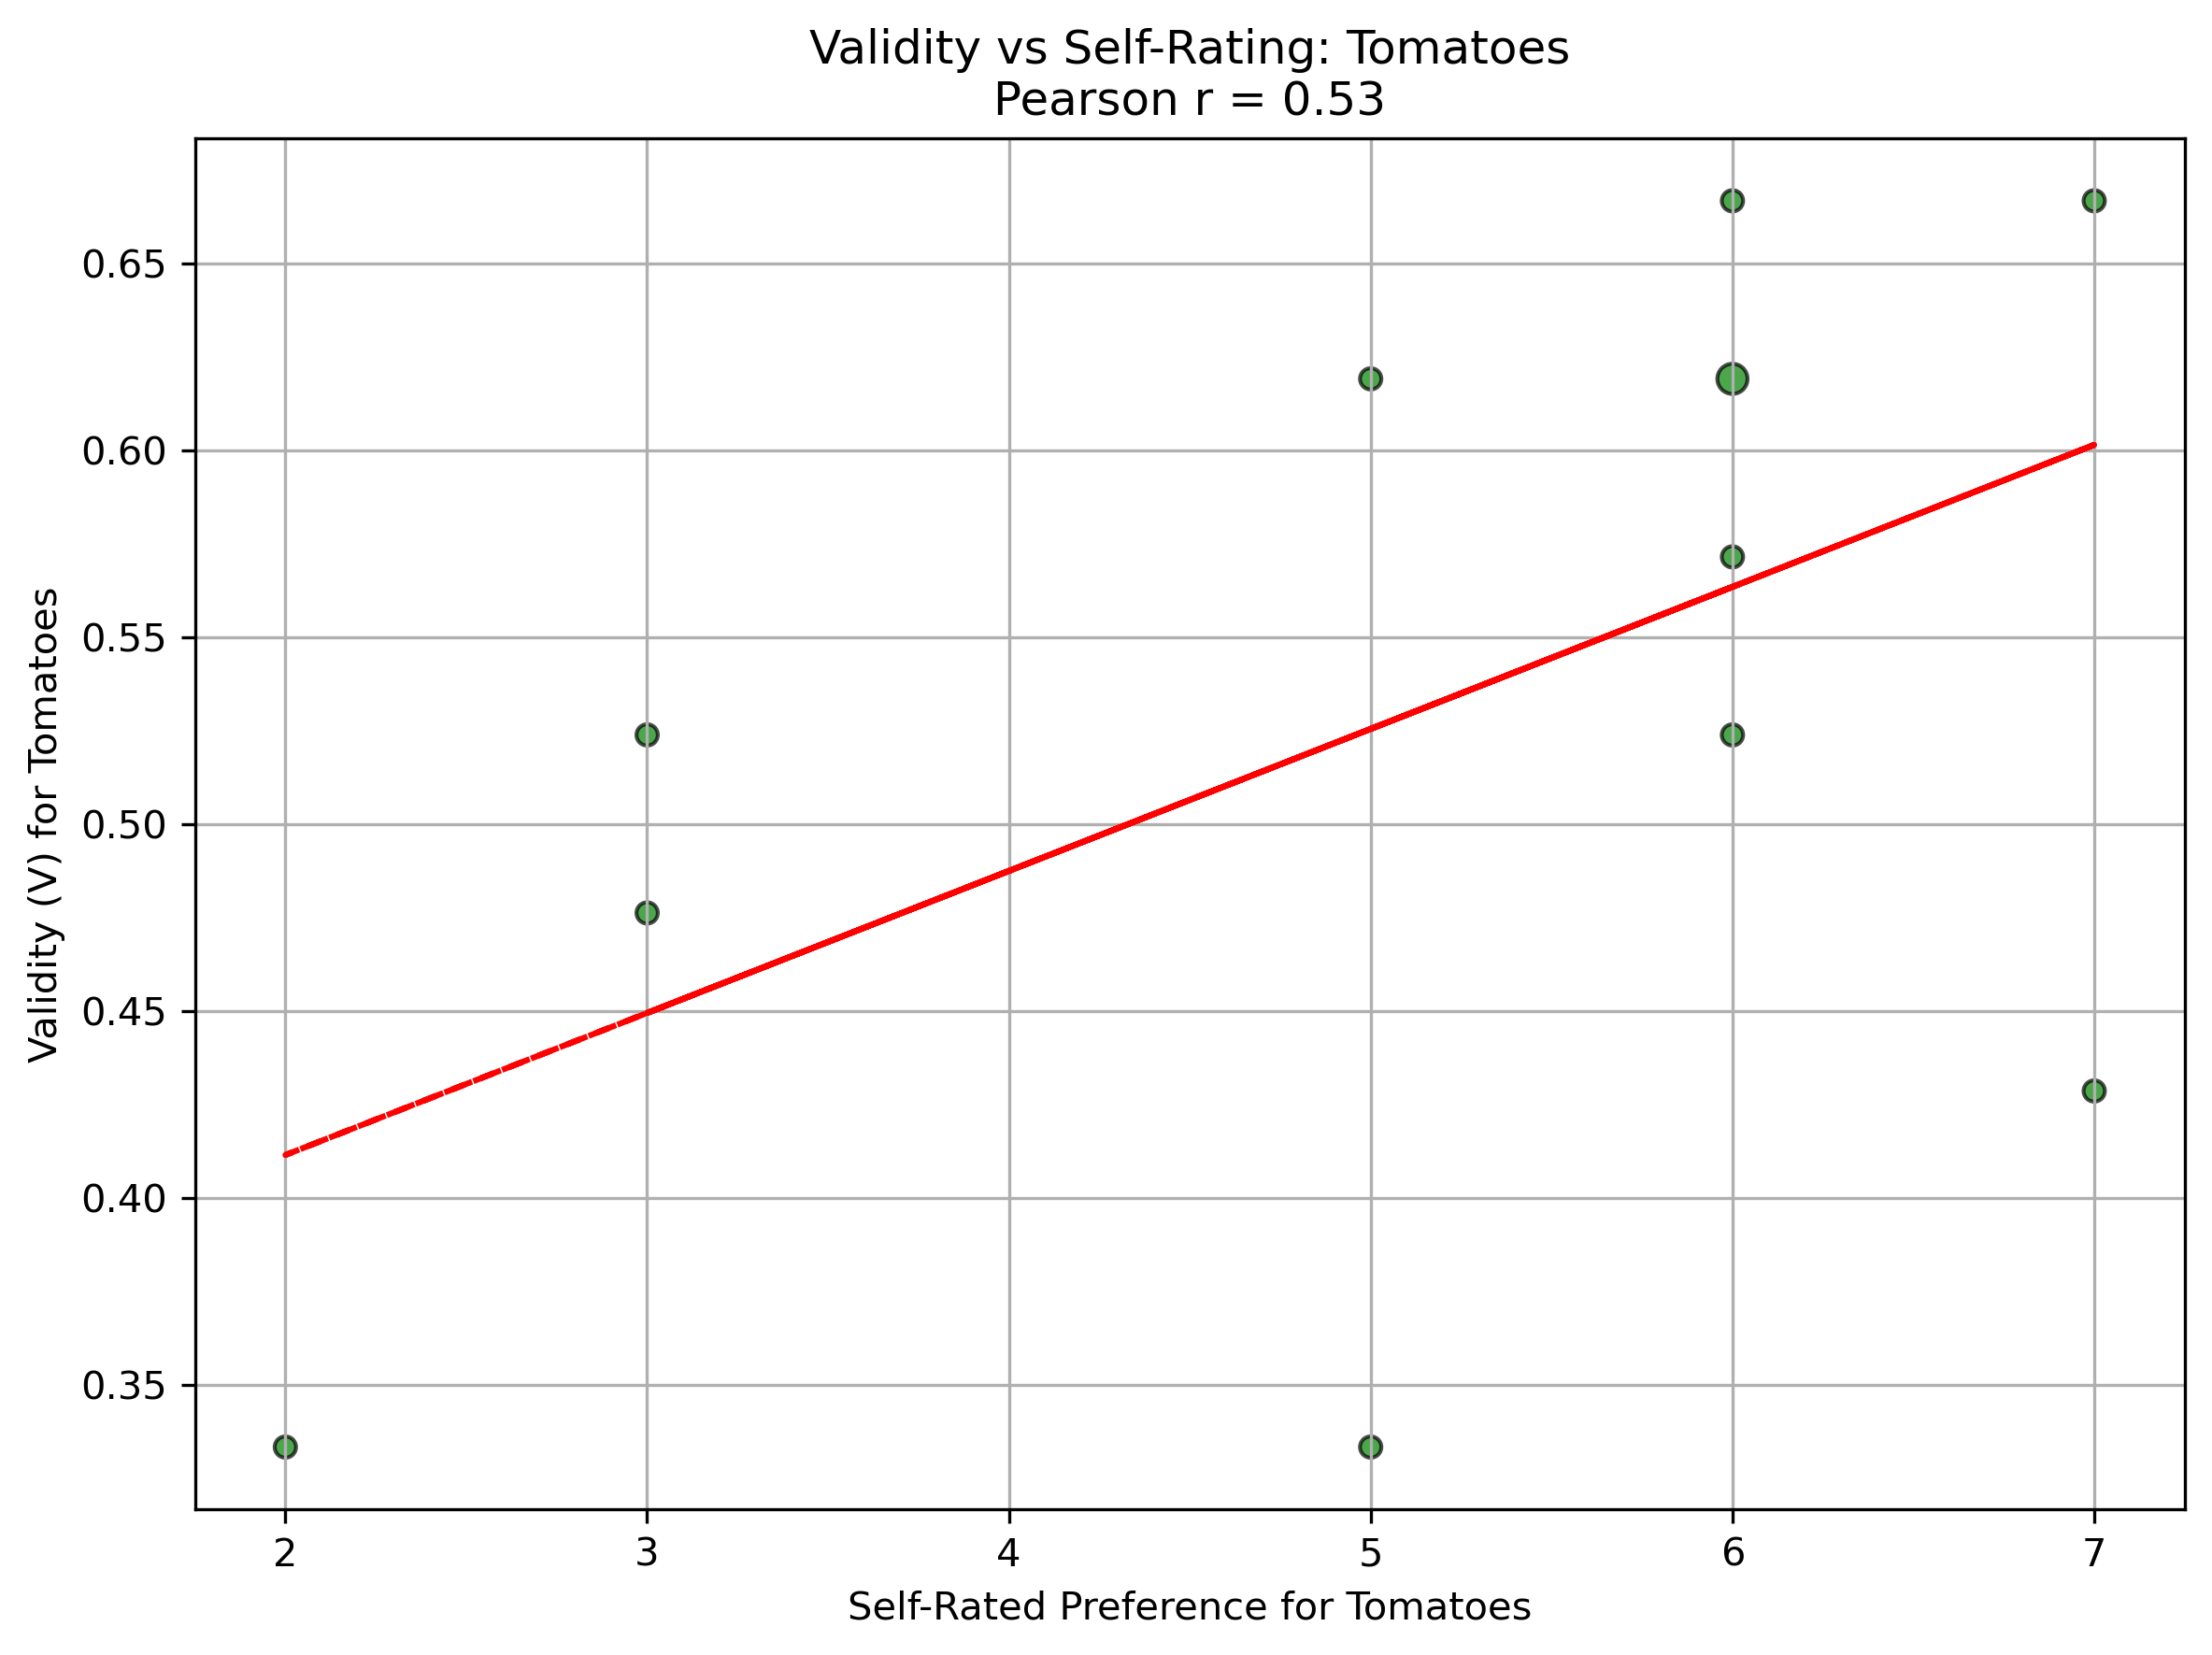 Validity vs Self-Rating: Tomatoes
Pearson r = 0.53
Validity (V) for Tomatoes
0.65
0.60
0.55
0.50
0.45
0.40
0.35
2 3 4 5 6 7
Self-Rated Preference for Tomatoes